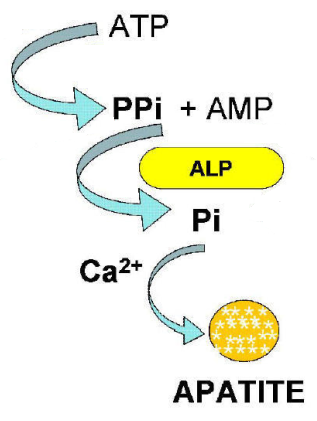 ATP
PPi + AMP
ALP
Pi
Ca²⁺
APATITE